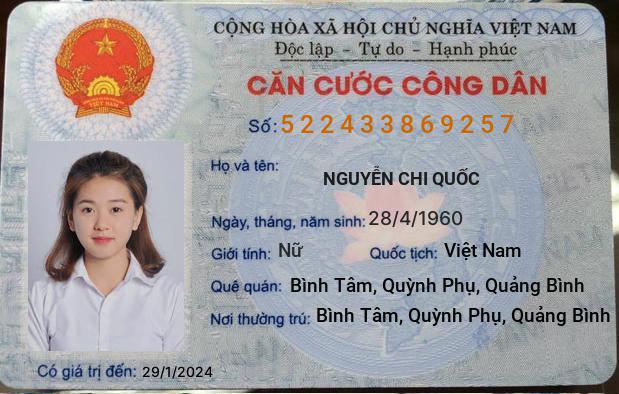 CỘNG HÒA XÃ HỘI CHỦ NGHĨA VIỆT NAM
Độc lập - Tự do - Hạnh phúc
CĂN CƯỚC CÔNG DÂN
Số: 522433869257
Họ và tên:
NGUYỄN CHI QUỐC
Ngày, tháng, năm sinh: 28/4/1960
Giới tính: Nữ Quốc tịch: Việt Nam
Quê quán: Bình Tâm, Quỳnh Phụ, Quảng Bình
Nơi thường trú: Bình Tâm, Quỳnh Phụ, Quảng Bình
Có giá trị đến: 29/1/2024
VIỆT NAM